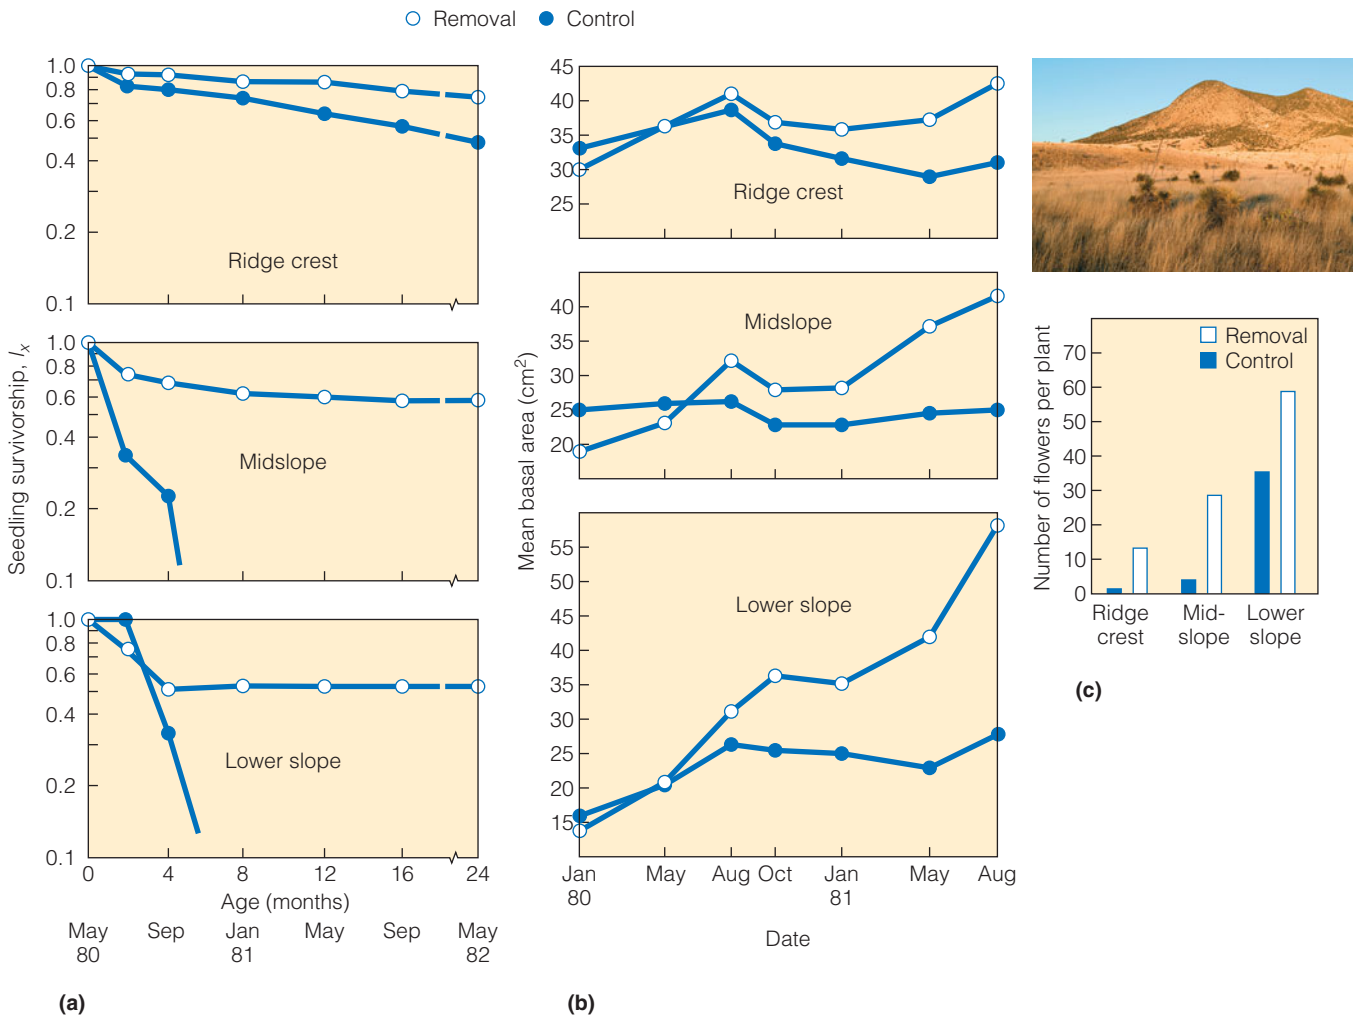 Removal Control
1.0
0.8
0.6
0.4
0.2
0.1
Ridge crest
1.0
0.8
0.6
0.4
0.2
0.1
Midslope
1.0
0.8
0.6
0.4
0.2
0.1
Lower slope
Seedling survivorship, lx
0 4 8 12 16 24
Age (months)
May Sep Jan May Sep May
80 81 82
(a)
45
40
35
30
25
Ridge crest
40
35
30
25
20
Midslope
55
50
45
40
35
30
25
20
15
Lower slope
Mean basal area (cm2)
Jan May Aug Oct Jan May Aug
80 81
Date
(b)
Removal
Control
70
60
50
40
30
20
10
0
Number of flowers per plant
Ridge Mid- Lower
crest slope slope
(c)